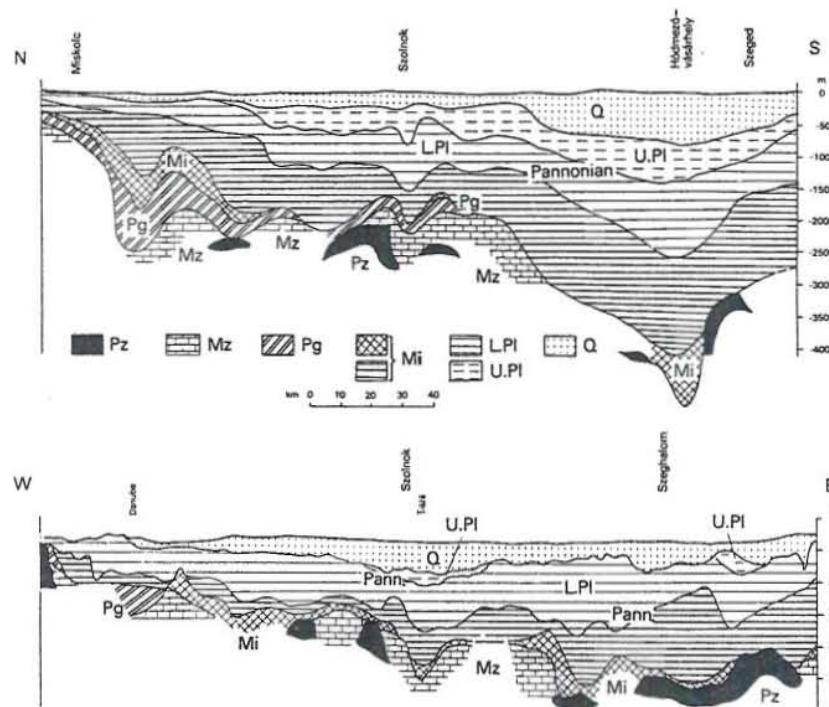 N
Miskolc
Szolnok
Hódmező-
vásárhely
Szeged
S
m
0
-50
-100
-150
-200
-250
-300
-350
-400
Q
L.Pl
U.Pl
Pannonian
Mi
Pg
Mz
Mz
Pg
Pz
Mz
Mi
Pz
Mz
Pg
Mi
L.Pl
U.Pl
Q
km 0 10 20 30 40
W
Danube
Szolnok
Szeghalom
E
U.Pl
U.Pl
Q
Pann
L.Pl
Pann
Pg
Mi
Mz
Mi
Pz